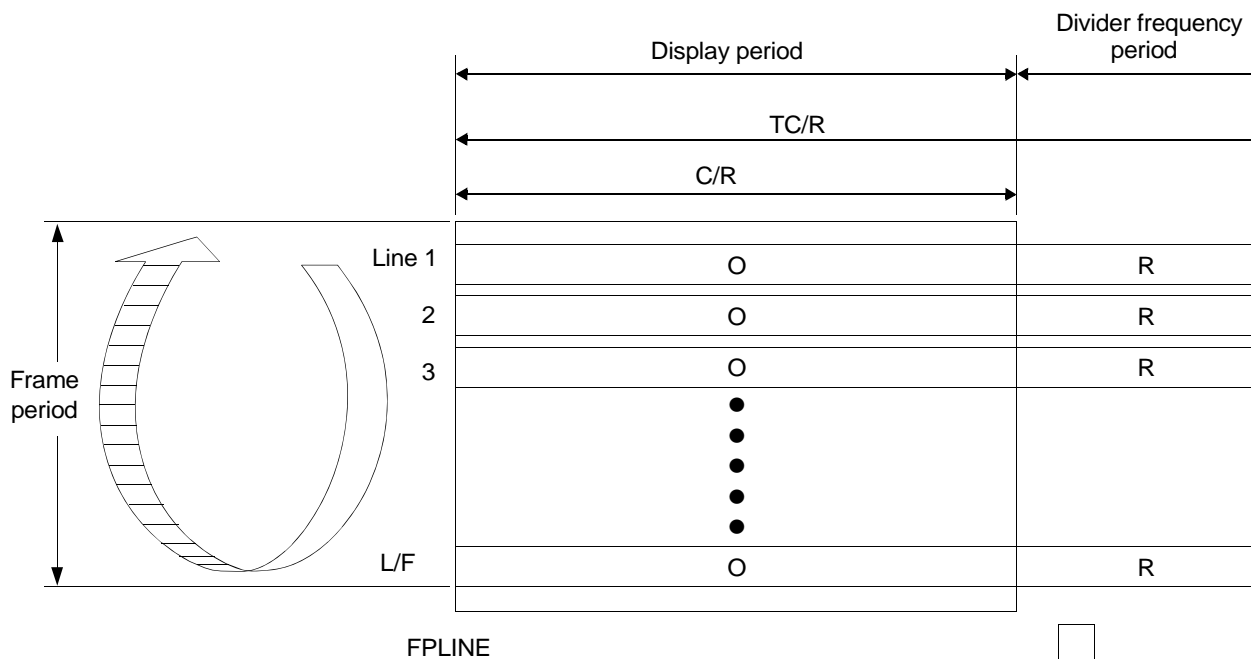 Display period
Divider frequency
period
TC/R
C/R
Line 1
O
R
2
O
R
3
O
R
Frame
period
L/F
O
R
FPLINE